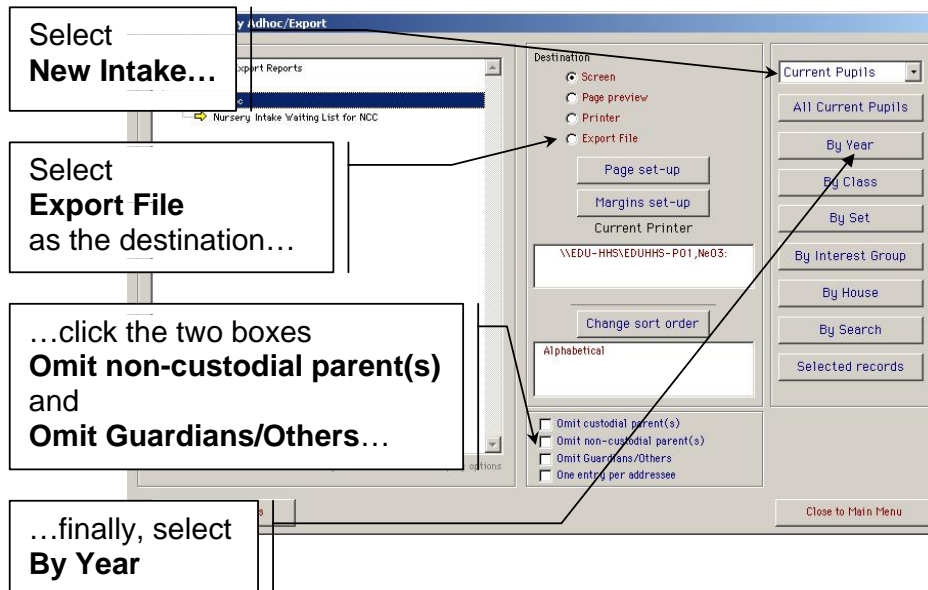 Select
New Intake…
Select
Export File
as the destination…
…click the two boxes
Omit non-custodial parent(s)
and
Omit Guardians/Others…
…finally, select
By Year
Adhoc/Export
Export Reports
Nursery Intake Waiting List for NCC
options
Destination
Screen
Page preview
Printer
Export File
Page set-up
Margins set-up
Current Printer
\\EDU-HHS\EDUHHS-P01,Ne03:
Change sort order
Alphabetical
Omit custodial parent(s)
Omit non-custodial parent(s)
Omit Guardians/Others
One entry per addressee
Current Pupils
All Current Pupils
By Year
By Class
By Set
By Interest Group
By House
By Search
Selected records
Close to Main Menu